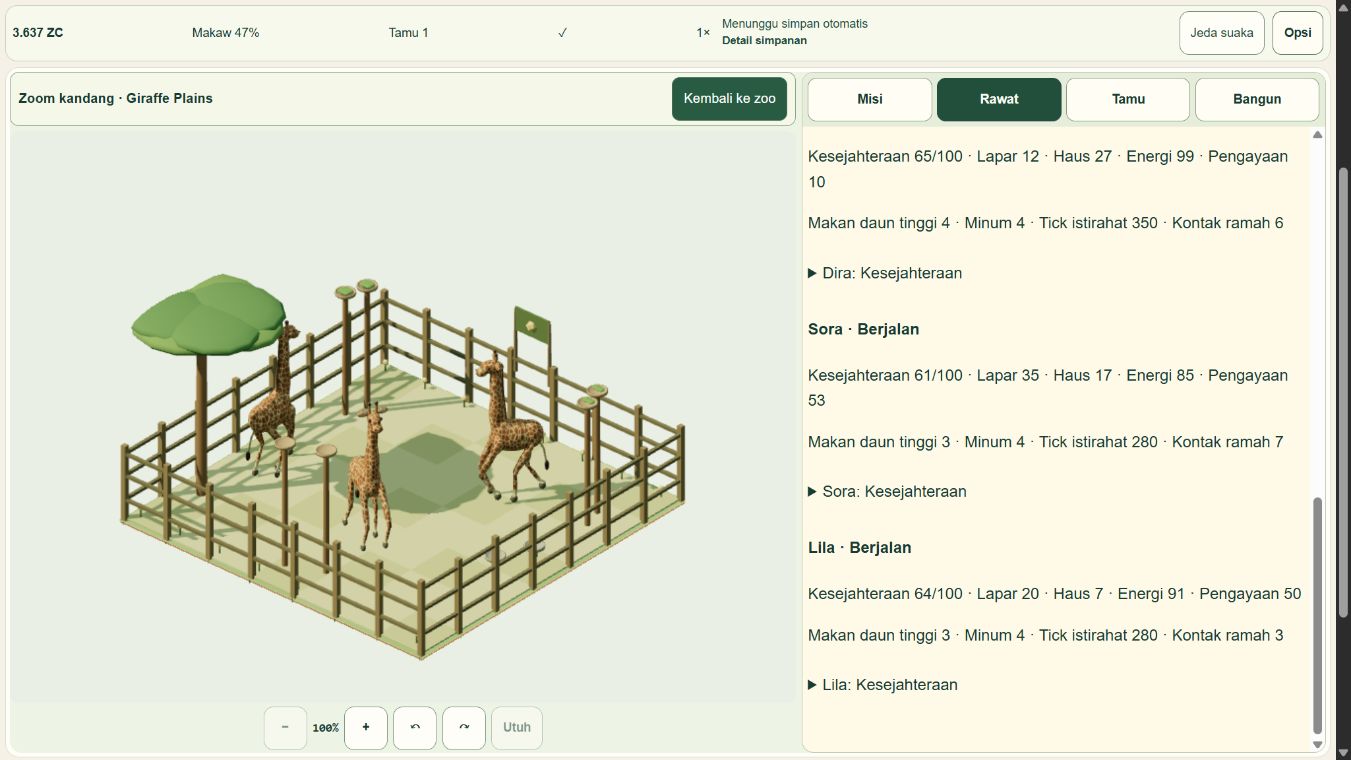 3.637 ZC
Makaw 47%
Tamu 1
✓
1×
Menunggu simpan otomatis
Detail simpanan
Jeda suaka
Opsi
Zoom kandang · Giraffe Plains
Kembali ke zoo
Misi
Rawat
Tamu
Bangun
Kesejahteraan 65/100 · Lapar 12 · Haus 27 · Energi 99 · Pengayaan
10
Makan daun tinggi 4 · Minum 4 · Tick istirahat 350 · Kontak ramah 6
▶ Dira: Kesejahteraan
Sora · Berjalan
Kesejahteraan 61/100 · Lapar 35 · Haus 17 · Energi 85 · Pengayaan
53
Makan daun tinggi 3 · Minum 4 · Tick istirahat 280 · Kontak ramah 7
▶ Sora: Kesejahteraan
Lila · Berjalan
Kesejahteraan 64/100 · Lapar 20 · Haus 7 · Energi 91 · Pengayaan 50
Makan daun tinggi 3 · Minum 4 · Tick istirahat 280 · Kontak ramah 3
▶ Lila: Kesejahteraan
− 100% + ↶ ↷ Utuh